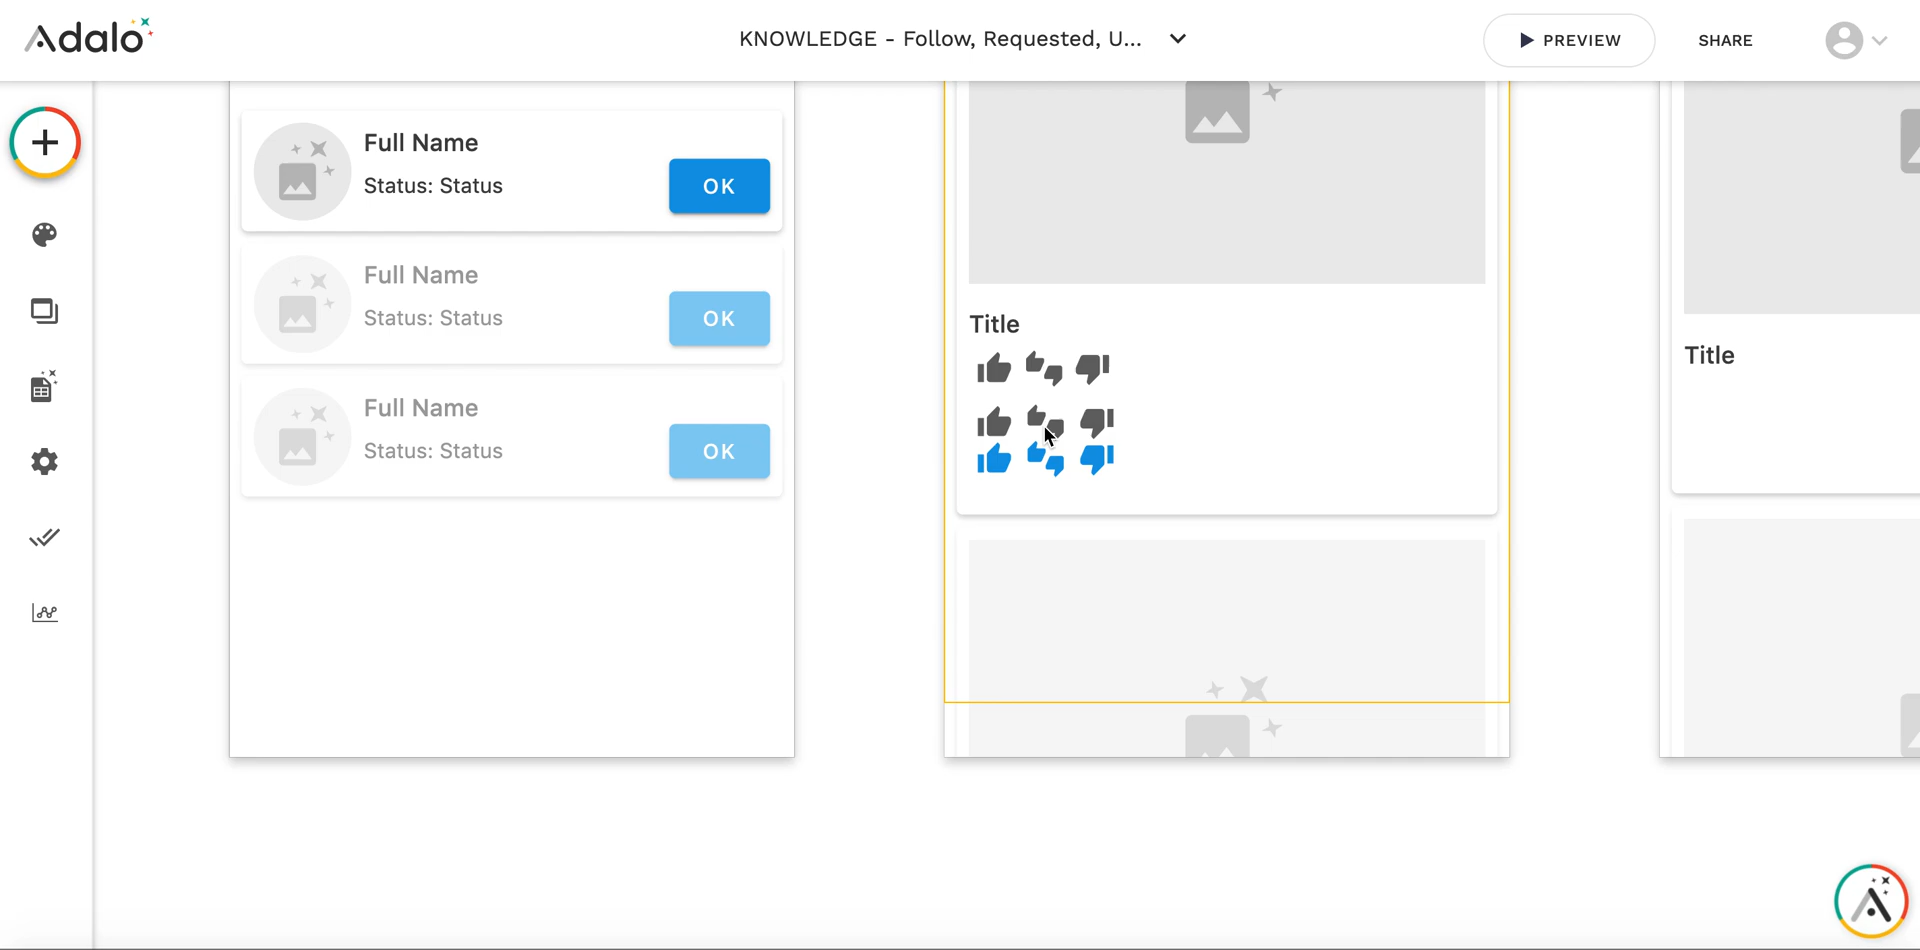 Adalo
KNOWLEDGE - Follow, Requested, U...
PREVIEW
SHARE
Full Name
Status: Status
OK
Full Name
Status: Status
OK
Full Name
Status: Status
OK
Title
Title